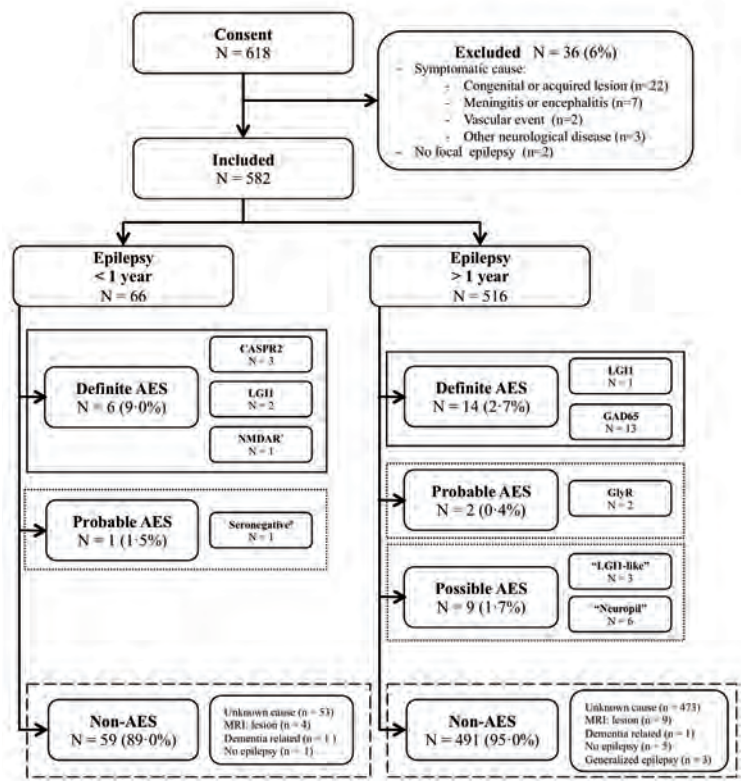 Consent
N = 618
Excluded N = 36 (6%)
- Symptomatic cause:
- Congenital or acquired lesion (n=22)
- Meningitis or encephalitis (n=7)
- Vascular event (n=2)
- Other neurological disease (n=3)
- No focal epilepsy (n=2)
Included
N = 582
Epilepsy
< 1 year
N = 66
Epilepsy
> 1 year
N = 516
Definite AES
N = 6 (9·0%)
CASPR2
N = 3
LGI1
N = 2
NMDAR
N = 1
Definite AES
N = 14 (2·7%)
LGI1
N = 1
GAD65
N = 13
Probable AES
N = 1 (1·5%)
Seronegative
N = 1
Probable AES
N = 2 (0·4%)
GlyR
N = 2
Possible AES
N = 9 (1·7%)
“LGI1-like”
N = 3
“Neuropil”
N = 6
Non-AES
N = 59 (89·0%)
Unknown cause (n = 53)
MRI: lesion (n = 4)
Dementia related (n = 1 )
No epilepsy (n = 1)
Non-AES
N = 491 (95·0%)
Unknown cause (n = 473)
MRI: lesion (n = 9)
Dementia related (n = 1)
No epilepsy (n = 5)
Generalized epilepsy (n = 3)